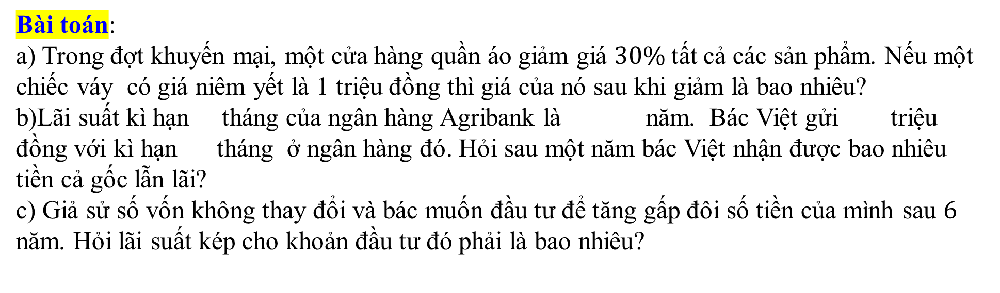 Bài toán:
a) Trong đợt khuyến mại, một cửa hàng quần áo giảm giá 30% tất cả các sản phẩm. Nếu một
chiếc váy có giá niêm yết là 1 triệu đồng thì giá của nó sau khi giảm là bao nhiêu?
b)Lãi suất kì hạn tháng của ngân hàng Agribank là năm. Bác Việt gửi triệu
đồng với kì hạn tháng ở ngân hàng đó. Hỏi sau một năm bác Việt nhận được bao nhiêu
tiền cả gốc lẫn lãi?
c) Giả sử số vốn không thay đổi và bác muốn đầu tư để tăng gấp đôi số tiền của mình sau 6
năm. Hỏi lãi suất kép cho khoản đầu tư đó phải là bao nhiêu?